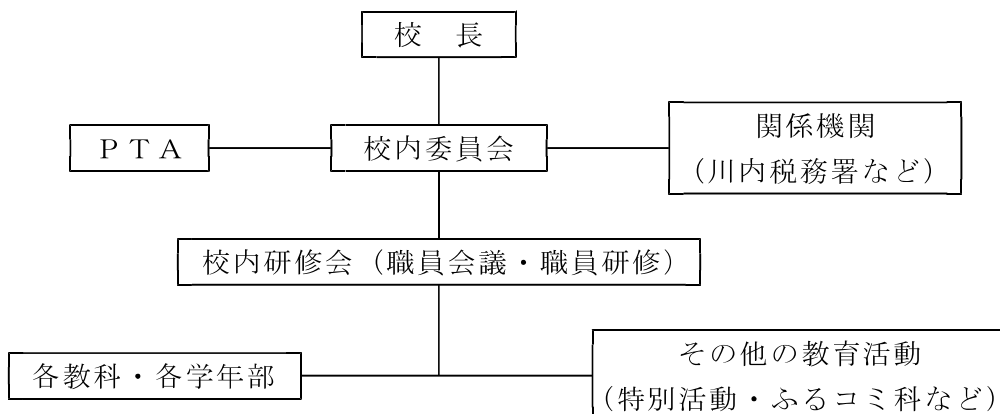 校　長
ＰＴＡ
校内委員会
関係機関
（川内税務署など）
校内研修会（職員会議・職員研修）
各教科・各学年部
その他の教育活動
（特別活動・ふるコミ科など）